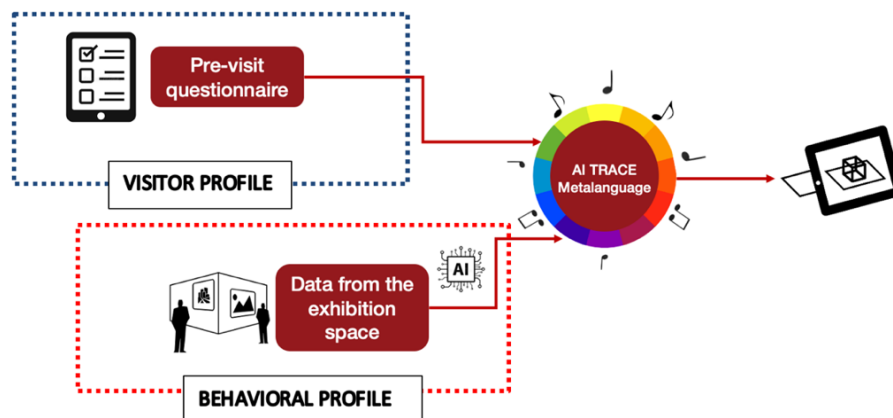 Pre-visit
questionnaire
VISITOR PROFILE
AI TRACE
Metalanguage
AI
Data from the
exhibition
space
BEHAVIORAL PROFILE